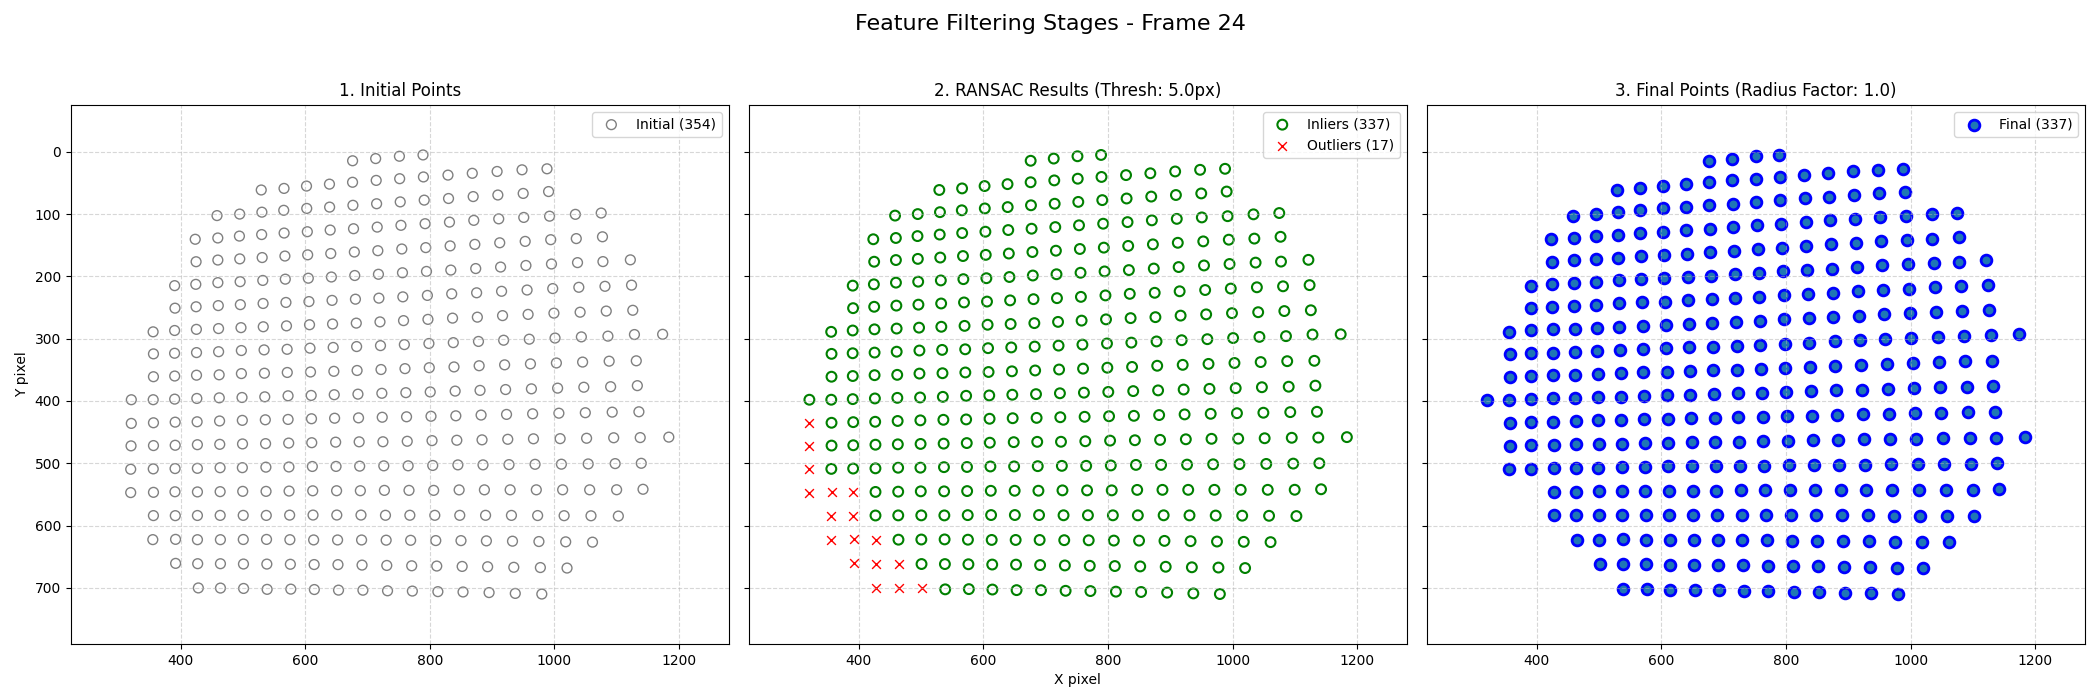 Feature Filtering Stages - Frame 24
1. Initial Points
Initial (354)
0
100
200
300
400
500
600
700
Y pixel
400
600
800
1000
1200
2. RANSAC Results (Thresh: 5.0px)
Inliers (337)
Outliers (17)
400
600
800
1000
1200
X pixel
3. Final Points (Radius Factor: 1.0)
Final (337)
400
600
800
1000
1200